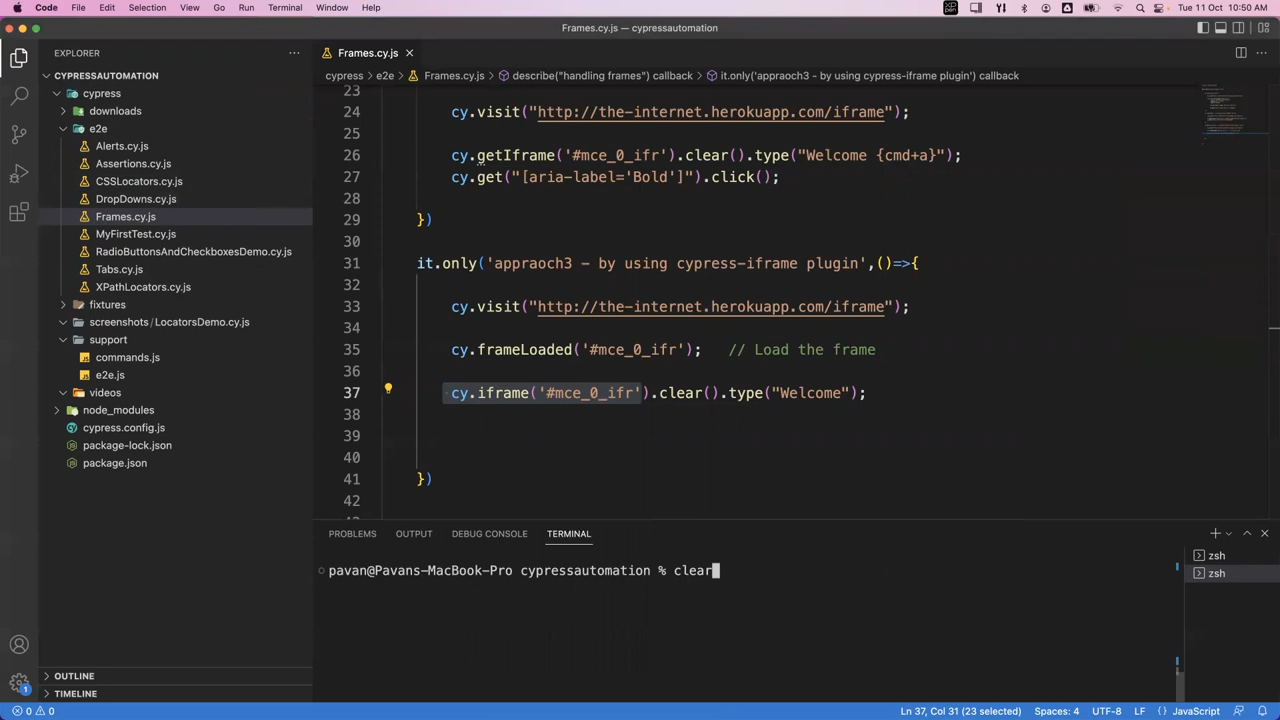 Code File Edit Selection View Go Run Terminal Window Help Tue 11 Oct 10:50 AM
Frames.cy.js — cypressautomation
EXPLORER
CYPRESSAUTOMATION
cypress
downloads
e2e
Alerts.cy.js
Assertions.cy.js
CSSLocators.cy.js
DropDowns.cy.js
Frames.cy.js
MyFirstTest.cy.js
RadioButtonsAndCheckboxesDemo.cy.js
Tabs.cy.js
XPathLocators.cy.js
fixtures
screenshots/LocatorsDemo.cy.js
support
commands.js
e2e.js
videos
node_modules
cypress.config.js
package-lock.json
package.json
OUTLINE
TIMELINE
Frames.cy.js
cypress > e2e > Frames.cy.js > describe("handling frames") callback > it.only('appraoch3 - by using cypress-iframe plugin') callback
23
24 cy.visit("http://the-internet.herokuapp.com/iframe");
25
26 cy.getIframe('#mce_0_ifr').clear().type("Welcome {cmd+a}");
27 cy.get("[aria-label='Bold']").click();
28
29 })
30
31 it.only('appraoch3 - by using cypress-iframe plugin',()=>{
32
33 cy.visit("http://the-internet.herokuapp.com/iframe");
34
35 cy.frameLoaded('#mce_0_ifr'); // Load the frame
36
37 cy.iframe('#mce_0_ifr').clear().type("Welcome");
38
39
40
41 })
42
PROBLEMS OUTPUT DEBUG CONSOLE TERMINAL
pavan@Pavans-MacBook-Pro cypressautomation % clear
zsh
zsh
1
0 0 Ln 37, Col 31 (23 selected) Spaces: 4 UTF-8 LF {} JavaScript